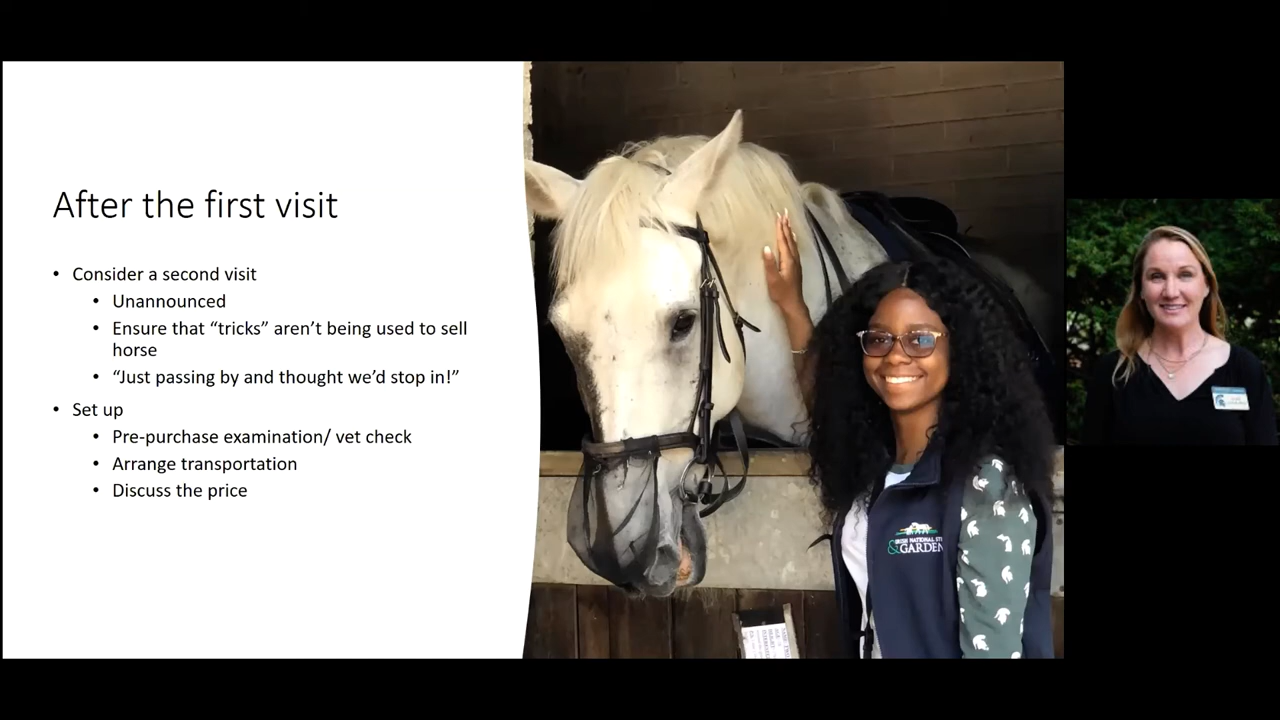 After the first visit
• Consider a second visit
• Unannounced
• Ensure that “tricks” aren’t being used to sell
horse
• “Just passing by and thought we’d stop in!”
• Set up
• Pre-purchase examination/ vet check
• Arrange transportation
• Discuss the price
IRISH NATIONAL
& GARDEN